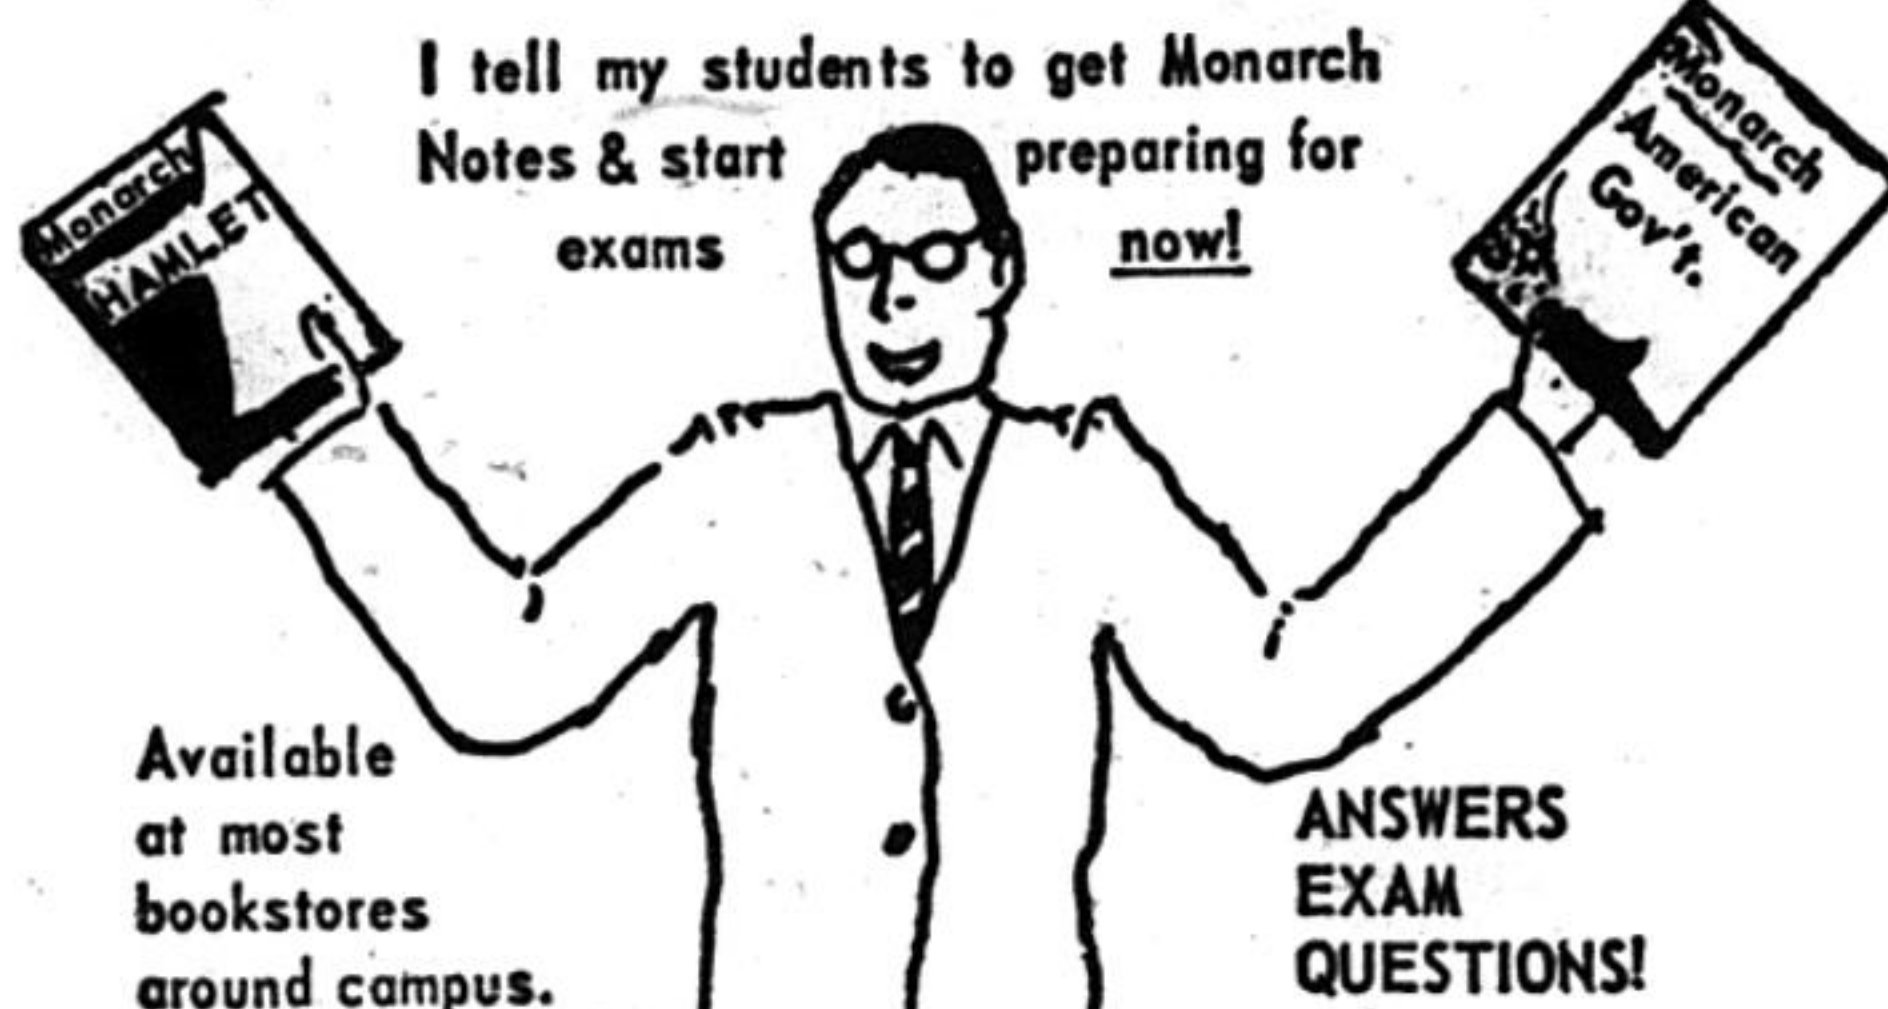 I tell my students to get Monarch
Notes & start preparing for
exams now!
Monarch
HAMLET
Monarch
American
Gov't.
Available
at most
bookstores
around campus.
ANSWERS
EXAM
QUESTIONS!